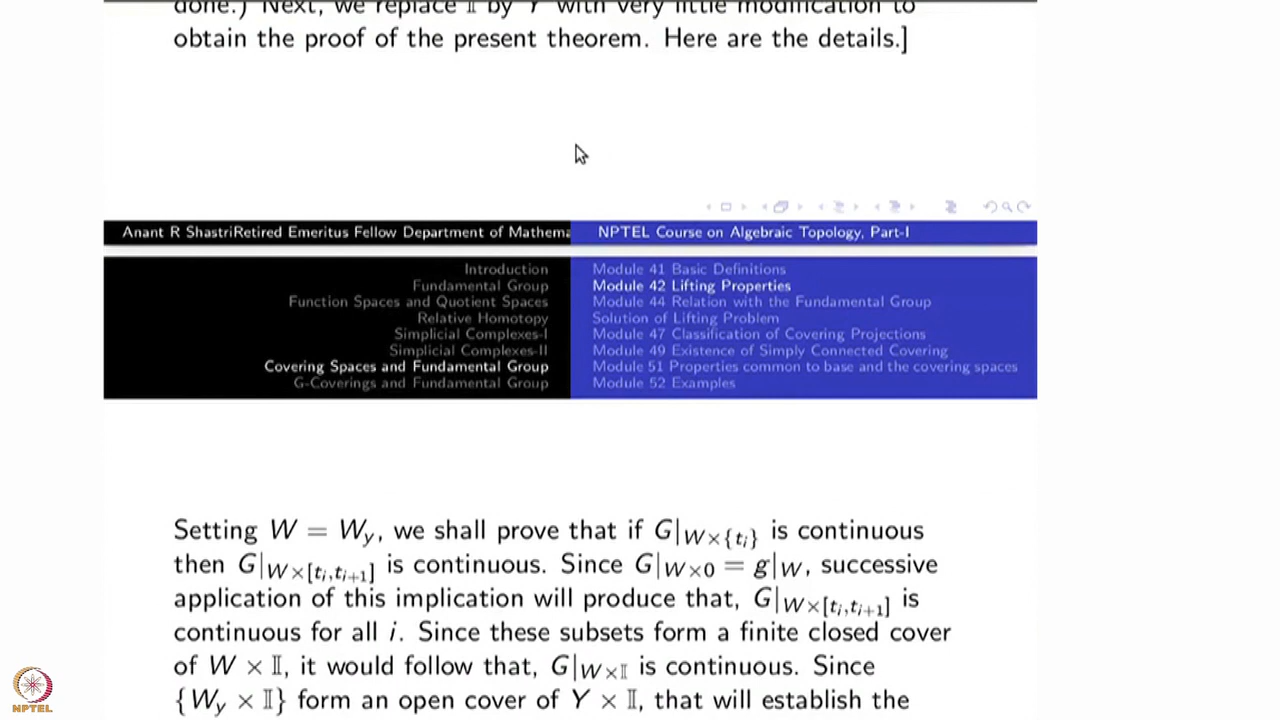 done.) Next, we replace 𝕀 by Y with very little modification to
obtain the proof of the present theorem. Here are the details.]
Anant R ShastriRetired Emeritus Fellow Department of Mathema
NPTEL Course on Algebraic Topology, Part-I
Introduction
Fundamental Group
Function Spaces and Quotient Spaces
Relative Homotopy
Simplicial Complexes-I
Simplicial Complexes-II
Covering Spaces and Fundamental Group
G-Coverings and Fundamental Group
Module 41 Basic Definitions
Module 42 Lifting Properties
Module 44 Relation with the Fundamental Group
Solution of Lifting Problem
Module 47 Classification of Covering Projections
Module 49 Existence of Simply Connected Covering
Module 51 Properties common to base and the covering spaces
Module 52 Examples
Setting W = W_y, we shall prove that if G|_{W×{t_i}} is continuous
then G|_{W×[t_i,t_{i+1}]} is continuous. Since G|_{W×0} = g|_W, successive
application of this implication will produce that, G|_{W×[t_i,t_{i+1}]} is
continuous for all i. Since these subsets form a finite closed cover
of W × 𝕀, it would follow that, G|_{W×𝕀} is continuous. Since
{W_y × 𝕀} form an open cover of Y × 𝕀, that will establish the
NPTEL